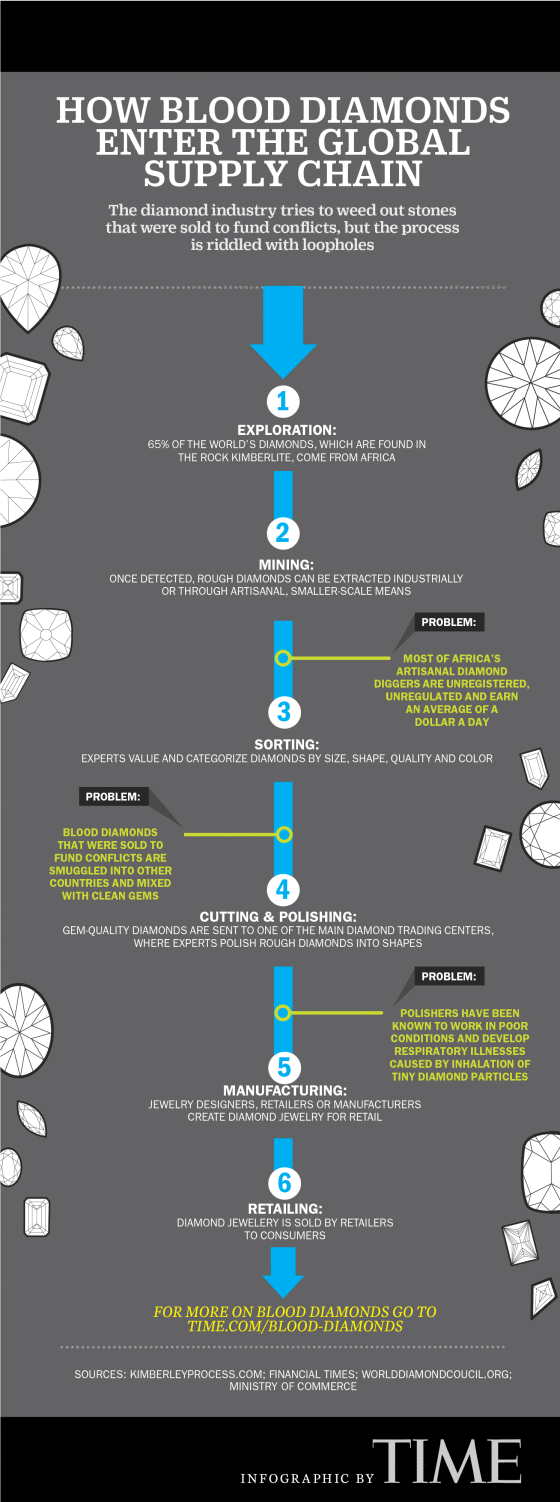 HOW BLOOD DIAMONDS
ENTER THE GLOBAL
SUPPLY CHAIN
The diamond industry tries to weed out stones
that were sold to fund conflicts, but the process
is riddled with loopholes
1
EXPLORATION:
65% OF THE WORLD'S DIAMONDS, WHICH ARE FOUND IN
THE ROCK KIMBERLITE, COME FROM AFRICA
2
MINING:
ONCE DETECTED, ROUGH DIAMONDS CAN BE EXTRACTED INDUSTRIALLY
OR THROUGH ARTISANAL, SMALLER-SCALE MEANS
PROBLEM:
MOST OF AFRICA'S
ARTISANAL DIAMOND
DIGGERS ARE UNREGISTERED,
UNREGULATED AND EARN
AN AVERAGE OF A
DOLLAR A DAY
3
SORTING:
EXPERTS VALUE AND CATEGORIZE DIAMONDS BY SIZE, SHAPE, QUALITY AND COLOR
PROBLEM:
BLOOD DIAMONDS
THAT WERE SOLD TO
FUND CONFLICTS ARE
SMUGGLED INTO OTHER
COUNTRIES AND MIXED
WITH CLEAN GEMS
4
CUTTING & POLISHING:
GEM-QUALITY DIAMONDS ARE SENT TO ONE OF THE MAIN DIAMOND TRADING CENTERS,
WHERE EXPERTS POLISH ROUGH DIAMONDS INTO SHAPES
PROBLEM:
POLISHERS HAVE BEEN
KNOWN TO WORK IN POOR
CONDITIONS AND DEVELOP
RESPIRATORY ILLNESSES
CAUSED BY INHALATION OF
TINY DIAMOND PARTICLES
5
MANUFACTURING:
JEWELRY DESIGNERS, RETAILERS OR MANUFACTURERS
CREATE DIAMOND JEWELRY FOR RETAIL
6
RETAILING:
DIAMOND JEWELERY IS SOLD BY RETAILERS
TO CONSUMERS
FOR MORE ON BLOOD DIAMONDS GO TO
TIME.COM/BLOOD-DIAMONDS
SOURCES: KIMBERLEYPROCESS.COM; FINANCIAL TIMES; WORLDDIAMONDCOUCIL.ORG;
MINISTRY OF COMMERCE
INFOGRAPHIC BY TIME